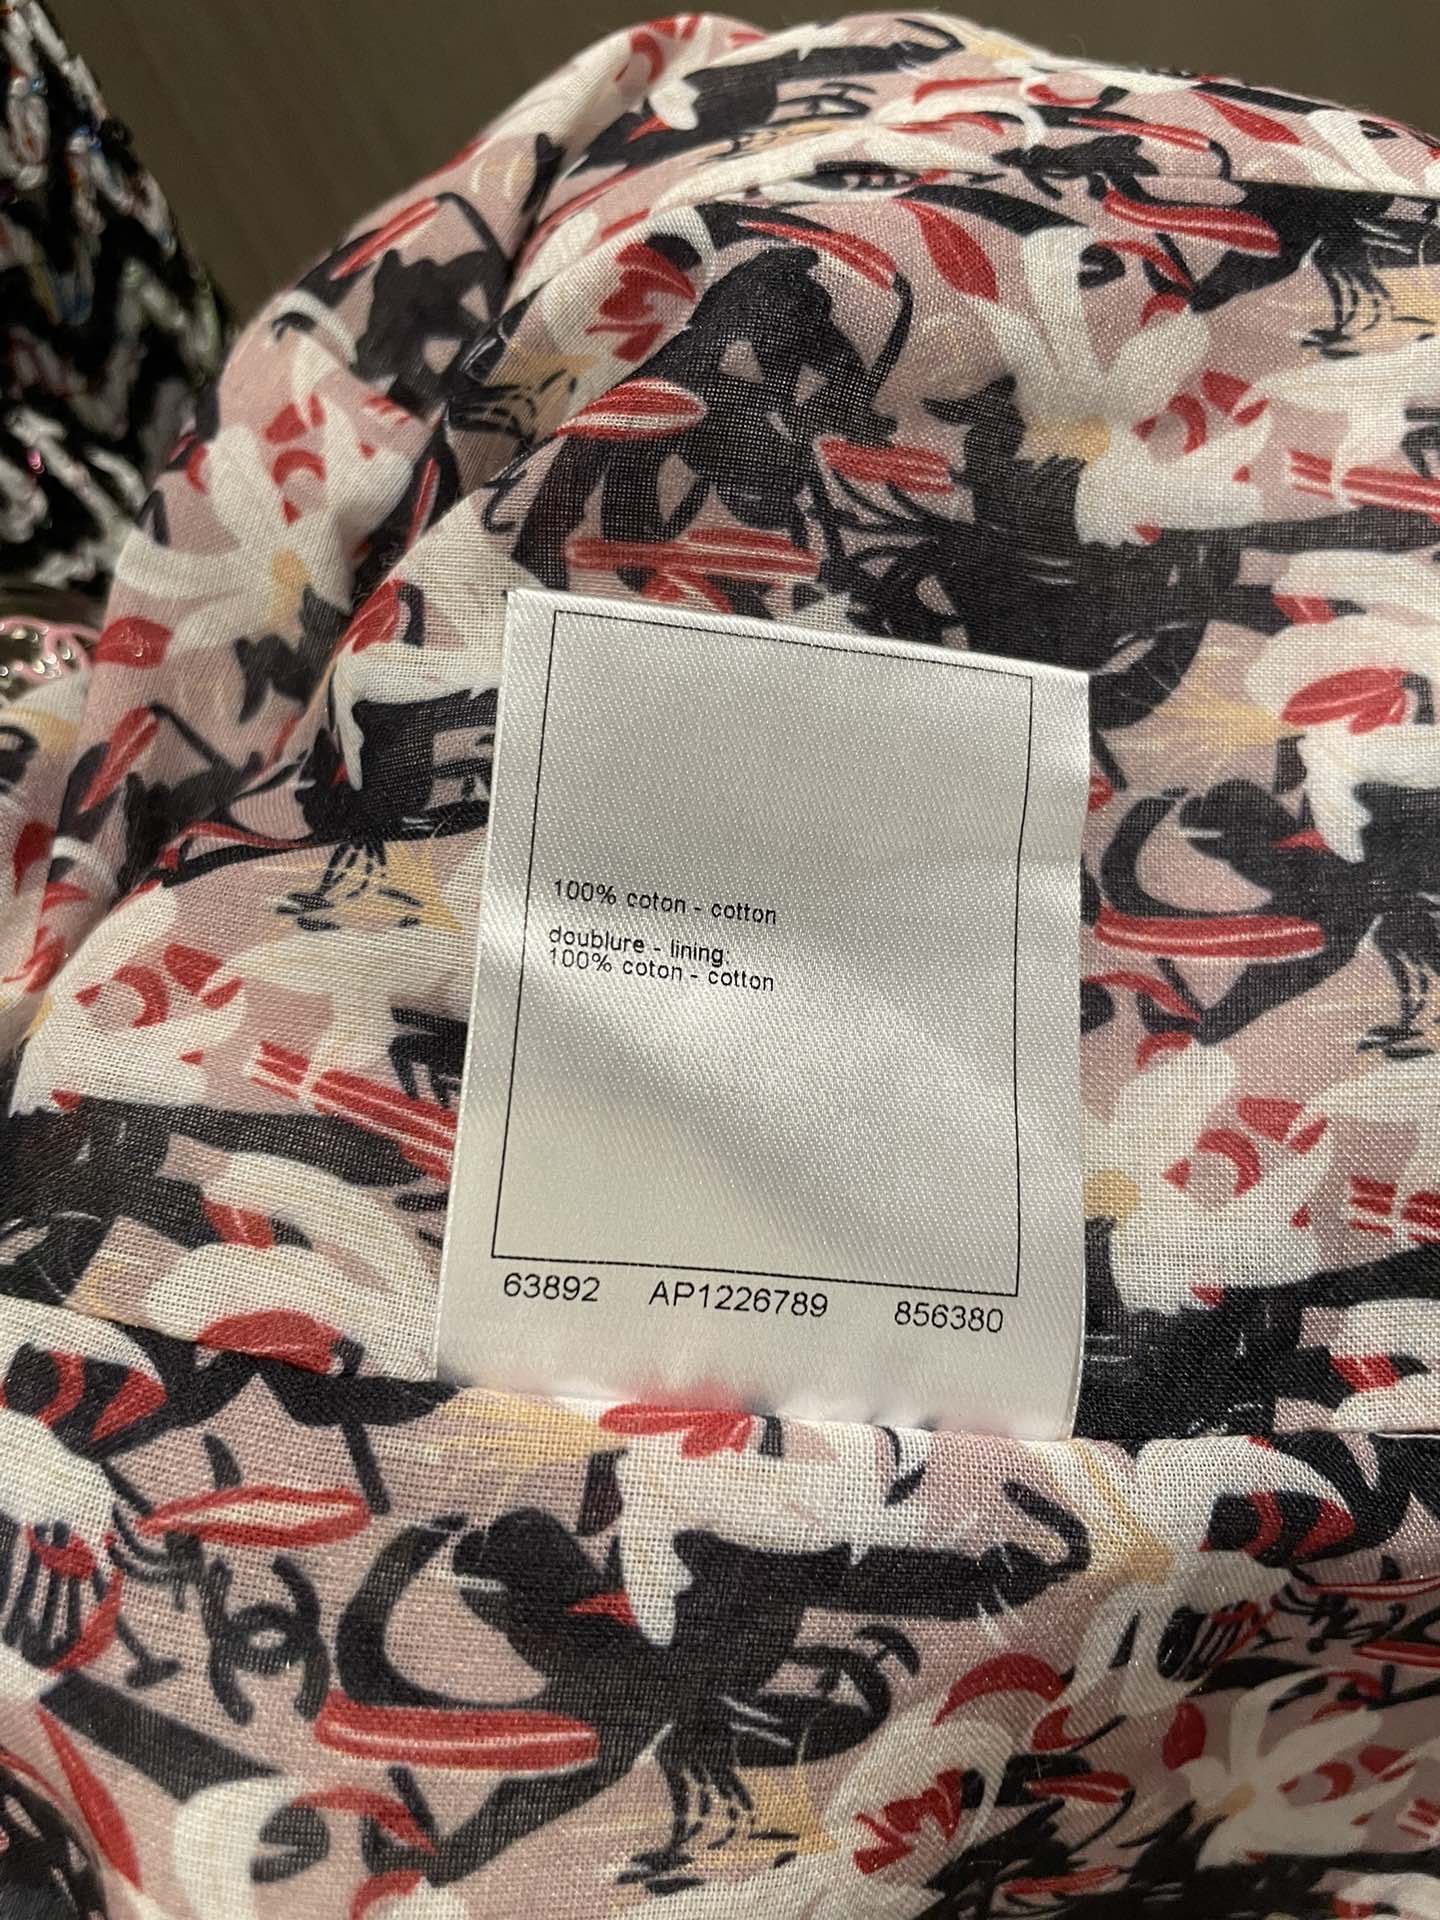 100% coton - cotton
doublure - lining:
100% coton - cotton
63892 AP1226789 856380